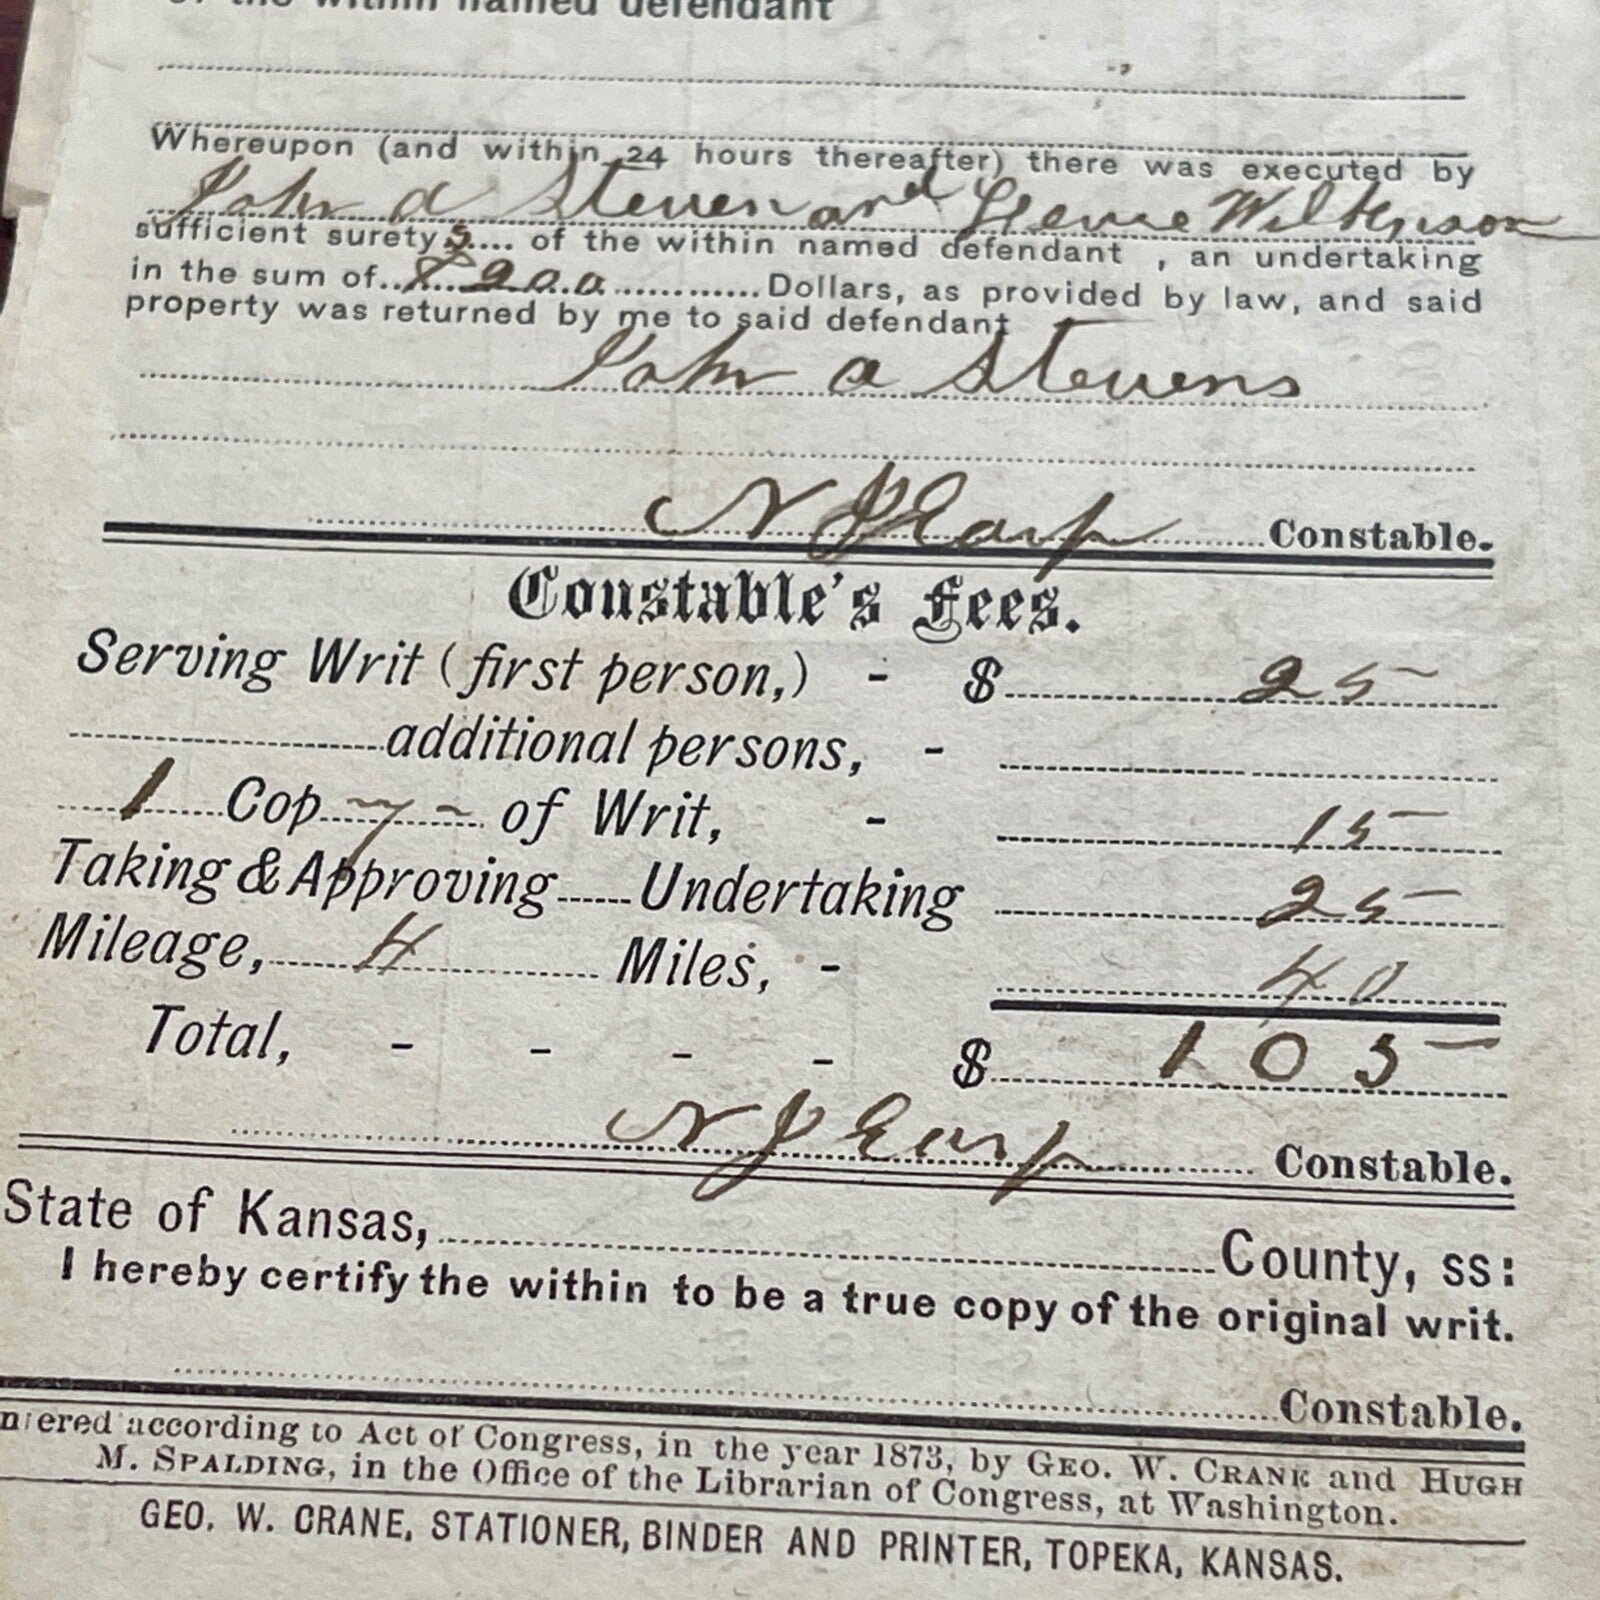 of the within named defendant
Whereupon (and within 24 hours thereafter) there was executed by
John A Steven and Wilkinson
sufficient surety s .... of the within named defendant , an undertaking
in the sum of.. $200 ..............Dollars, as provided by law, and said
property was returned by me to said defendant
John A Stevens
N J Earp Constable.
Constable's Fees.
Serving Writ (first person,) - $ 25
additional persons, -
1 Copy of Writ, - 15
Taking & Approving ...... Undertaking 25
Mileage, 4 Miles, - 40
Total, - - - - $ 1 05
N J Earp Constable.
State of Kansas, County, ss:
I hereby certify the within to be a true copy of the original writ.
Constable.
ntered according to Act of Congress, in the year 1873, by GEO. W. CRANE and HUGH
M. SPALDING, in the Office of the Librarian of Congress, at Washington.
GEO. W. CRANE, STATIONER, BINDER AND PRINTER, TOPEKA, KANSAS.